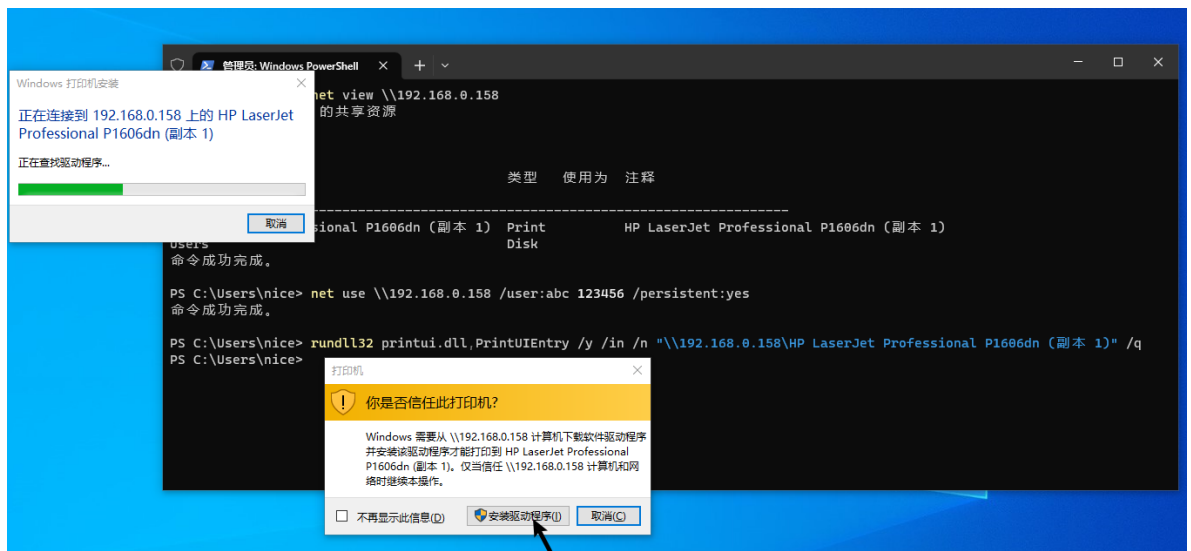 管理员: Windows PowerShell
Windows 打印机安装
正在连接到 192.168.0.158 上的 HP LaserJet
Professional P1606dn (副本 1)
正在查找驱动程序...
取消
net view \\192.168.0.158
的共享资源
类型 使用为 注释
-------------------------------------------------------------
sional P1606dn (副本 1) Print HP LaserJet Professional P1606dn (副本 1)
Users Disk
命令成功完成。
PS C:\Users\nice> net use \\192.168.0.158 /user:abc 123456 /persistent:yes
命令成功完成。
PS C:\Users\nice> rundll32 printui.dll,PrintUIEntry /y /in /n "\\192.168.0.158\HP LaserJet Professional P1606dn (副本 1)" /q
PS C:\Users\nice>
打印机
你是否信任此打印机?
Windows 需要从 \\192.168.0.158 计算机下载软件驱动程序
并安装该驱动程序才能打印到 HP LaserJet Professional
P1606dn (副本 1)。仅当信任 \\192.168.0.158 计算机和网
络时继续本操作。
不再显示此信息(D)
安装驱动程序(I)
取消(C)